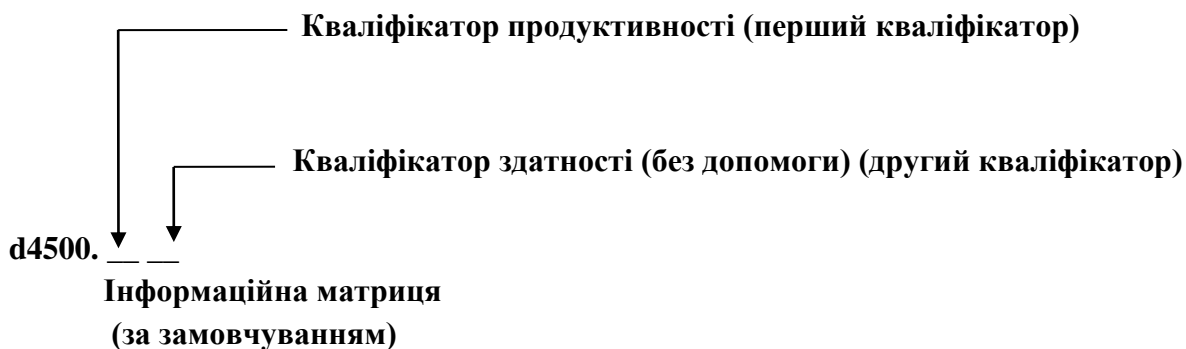 Кваліфікатор продуктивності (перший кваліфікатор)
Кваліфікатор здатності (без допомоги) (другий кваліфікатор)
d4500. __ __
Інформаційна матриця
(за замовчуванням)